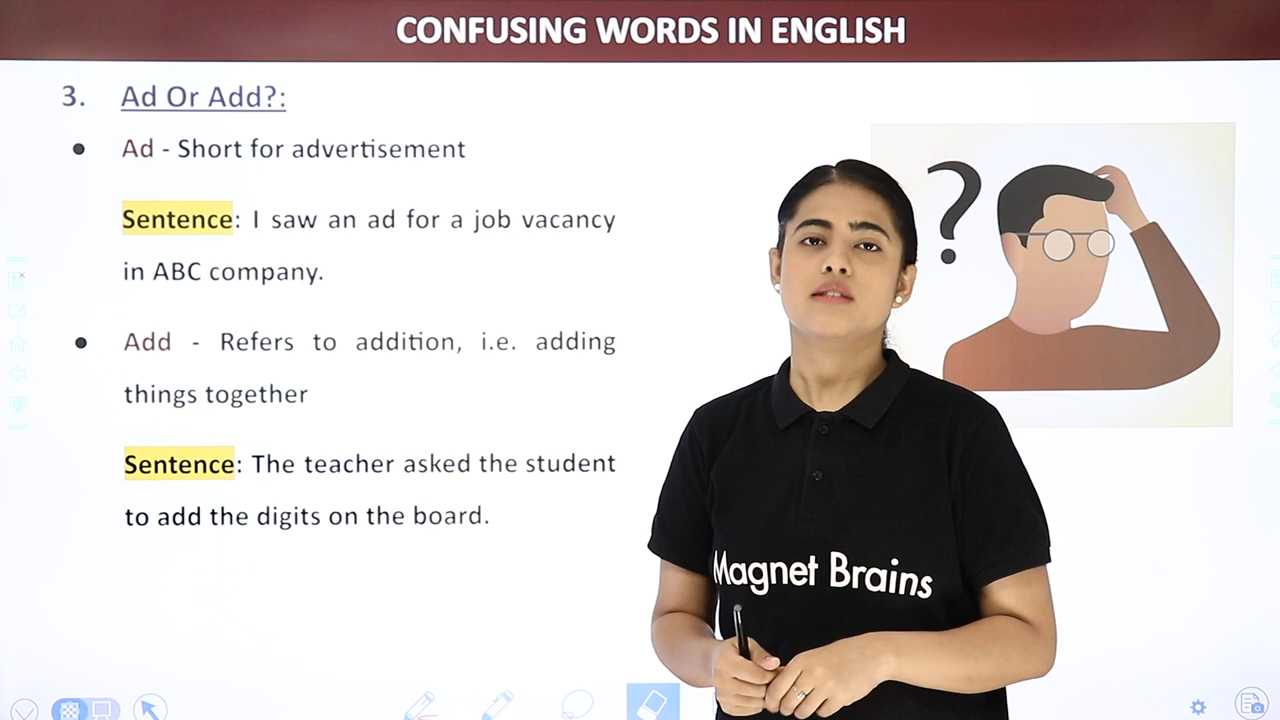 CONFUSING WORDS IN ENGLISH
3. Ad Or Add?:
● Ad - Short for advertisement
Sentence: I saw an ad for a job vacancy
in ABC company.
● Add - Refers to addition, i.e. adding
things together
Sentence: The teacher asked the student
to add the digits on the board.
?
Magnet Brains